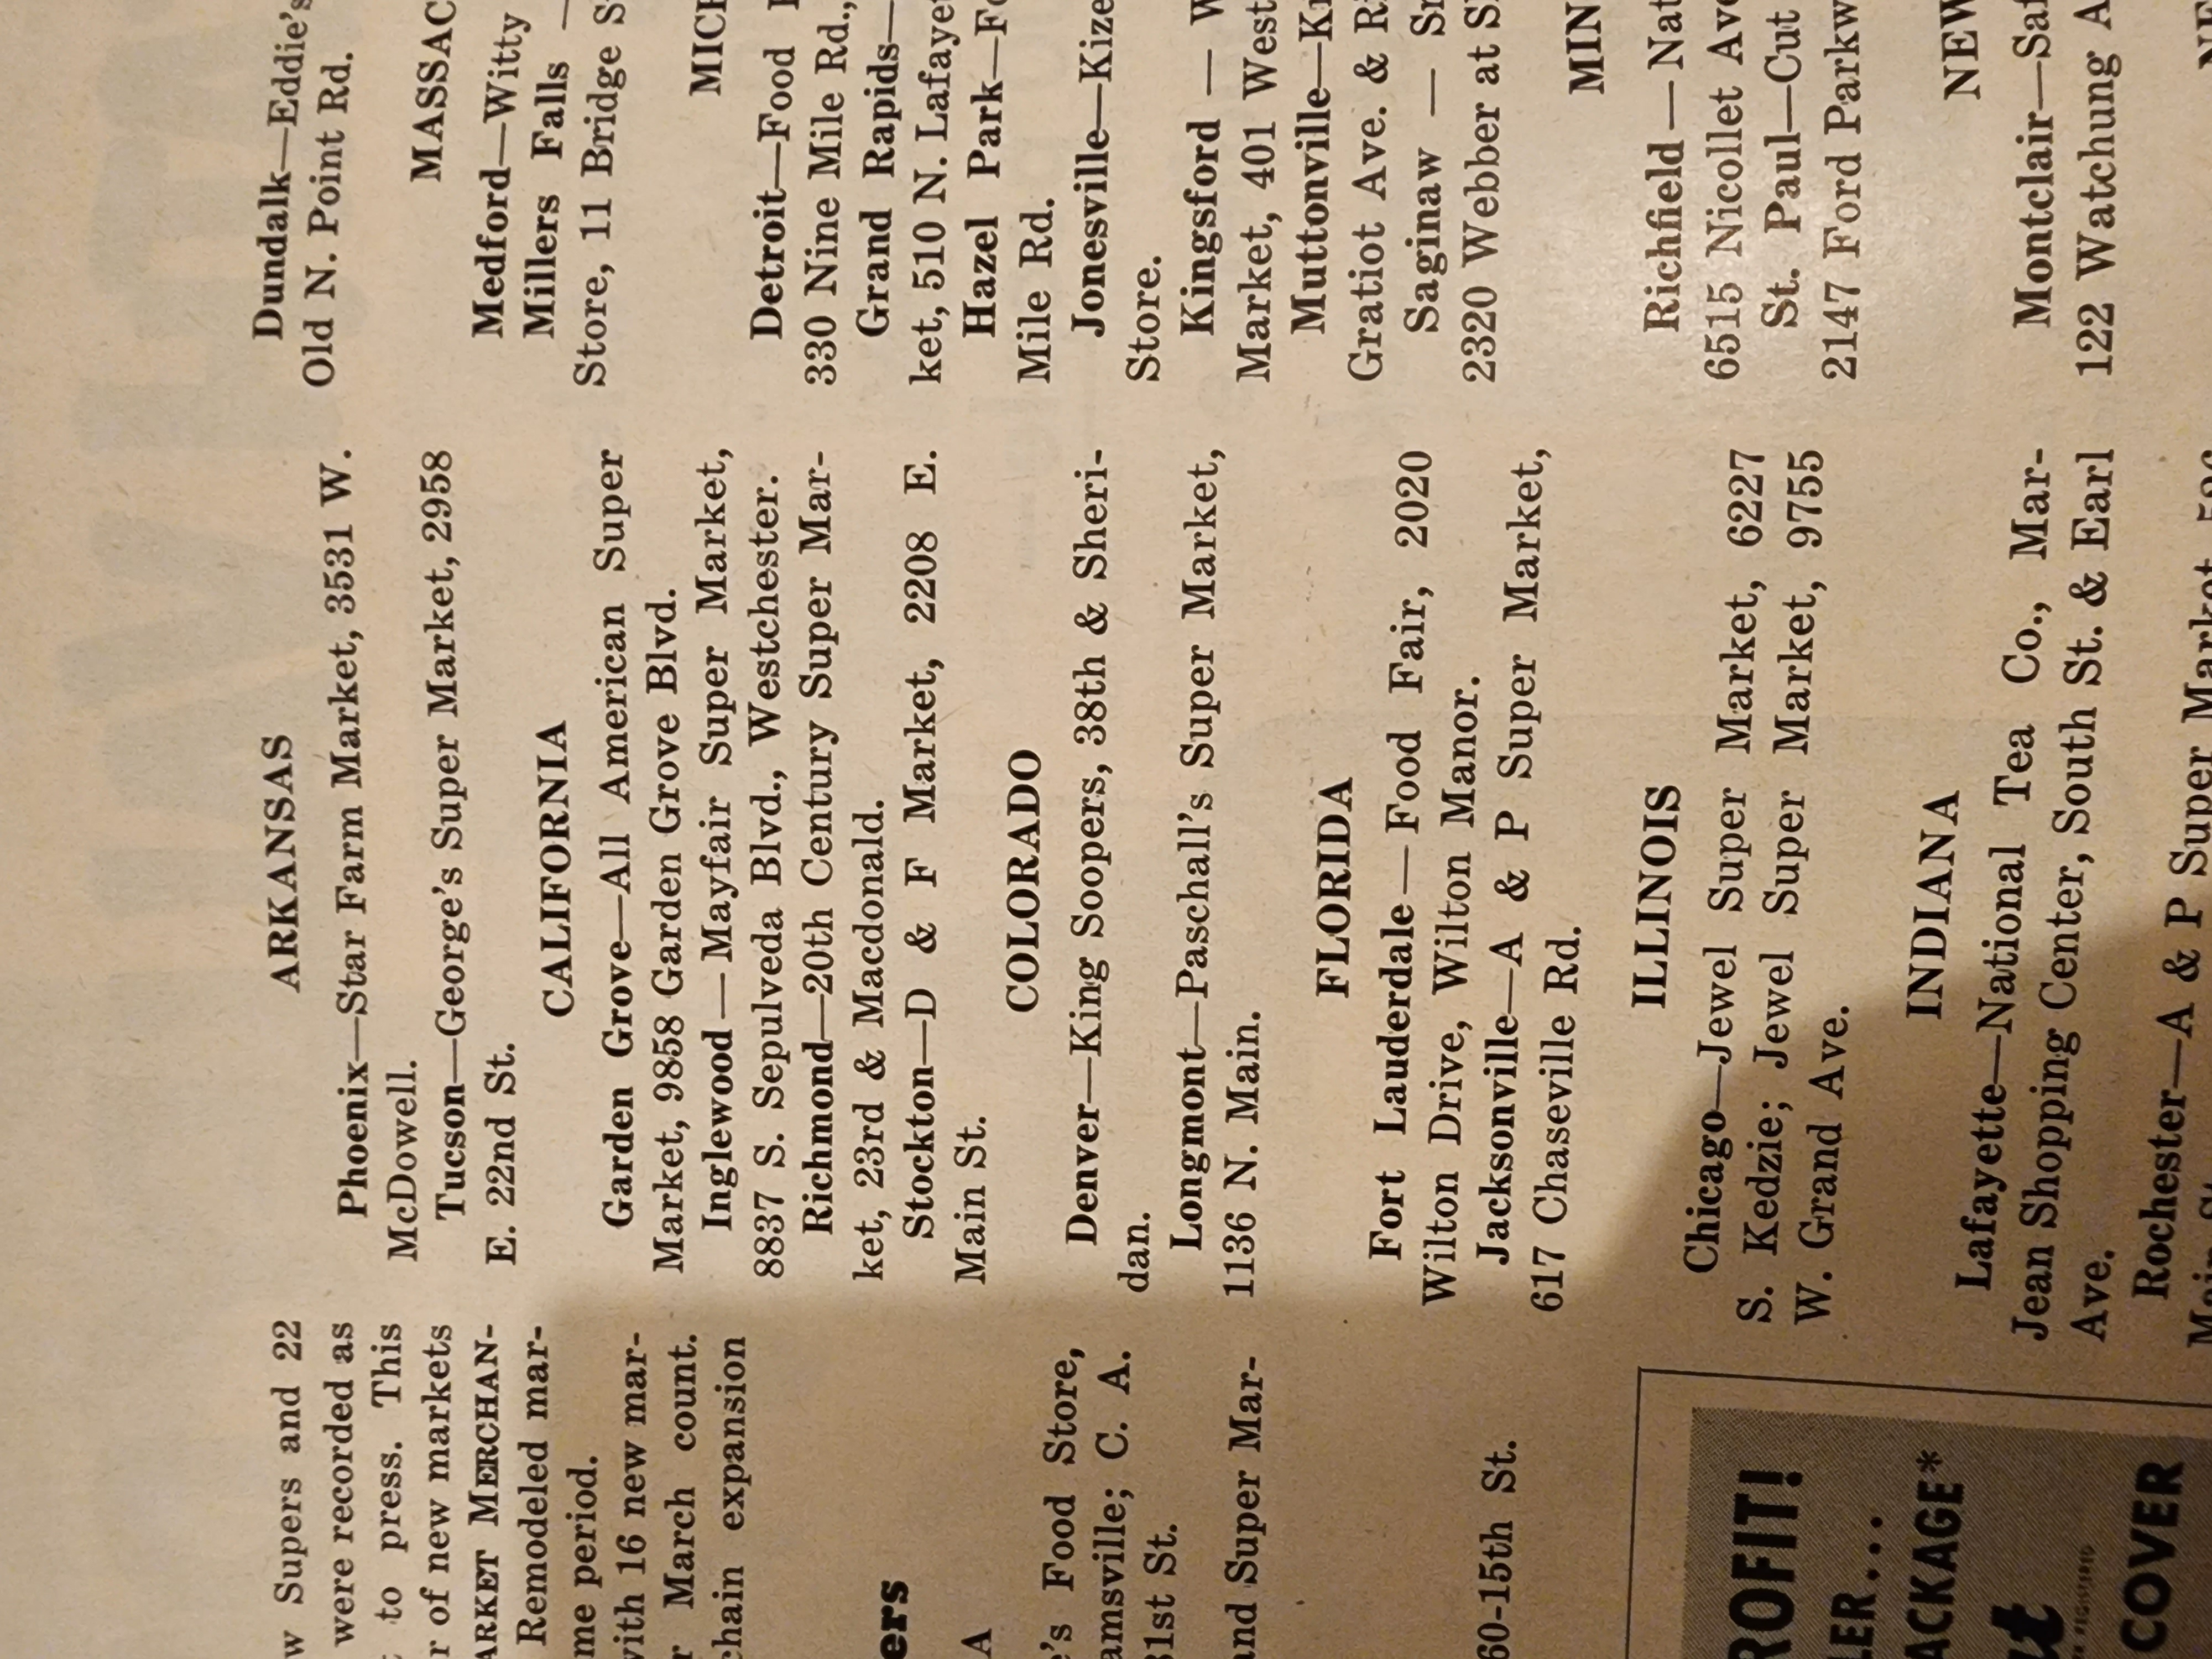 w Supers and 22
were recorded as
to press. This
r of new markets
ARKET MERCHAN-
Remodeled mar-
me period.
with 16 new mar-
r March count.
chain expansion
ers
A
's Food Store,
amsville; C. A.
31st St.
and Super Mar-
60-15th St.
ROFIT!
LER...
ACKAGE*
ut
COVER
ARKANSAS
Phoenix—Star Farm Market, 3531 W.
McDowell.
Tucson—George's Super Market, 2958
E. 22nd St.
CALIFORNIA
Garden Grove—All American Super
Market, 9858 Garden Grove Blvd.
Inglewood—Mayfair Super Market,
8837 S. Sepulveda Blvd., Westchester.
Richmond—20th Century Super Mar-
ket, 23rd & Macdonald.
Stockton—D & F Market, 2208 E.
Main St.
COLORADO
Denver—King Soopers, 38th & Sheri-
dan.
Longmont—Paschall's Super Market,
1136 N. Main.
FLORIDA
Fort Lauderdale—Food Fair, 2020
Wilton Drive, Wilton Manor.
Jacksonville—A & P Super Market,
617 Chaseville Rd.
ILLINOIS
Chicago—Jewel Super Market, 6227
S. Kedzie; Jewel Super Market, 9755
W. Grand Ave.
INDIANA
Lafayette—National Tea Co., Mar-
Jean Shopping Center, South St. & Earl
Ave.
Rochester—A & P Super Market,
Dundalk—Eddie's
Old N. Point Rd.
MASSAC
Medford—Witty
Millers Falls —
Store, 11 Bridge S
MICH
Detroit—Food
330 Nine Mile Rd.,
Grand Rapids—
ket, 510 N. Lafayet
Hazel Park—Fo
Mile Rd.
Jonesville—Kize
Store.
Kingsford — W
Market, 401 West
Muttonville—Kr
Gratiot Ave. & R
Saginaw — Sn
2320 Webber at S
MIN
Richfield—Nat
6515 Nicollet Av
St. Paul—Cut
2147 Ford Parkw
NEW
Montclair—Saf
122 Watchung A